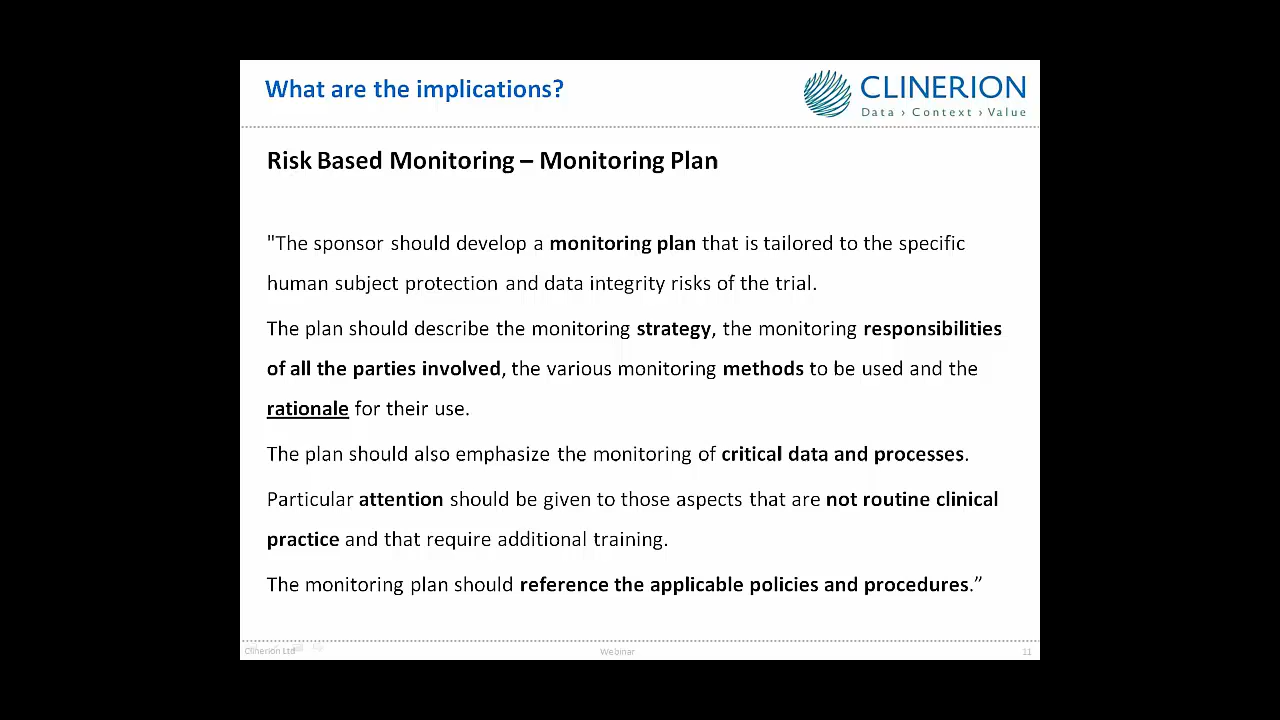 What are the implications?
CLINERION
Data › Context › Value
Risk Based Monitoring – Monitoring Plan
"The sponsor should develop a monitoring plan that is tailored to the specific
human subject protection and data integrity risks of the trial.
The plan should describe the monitoring strategy, the monitoring responsibilities
of all the parties involved, the various monitoring methods to be used and the
rationale for their use.
The plan should also emphasize the monitoring of critical data and processes.
Particular attention should be given to those aspects that are not routine clinical
practice and that require additional training.
The monitoring plan should reference the applicable policies and procedures.”
Clinerion Ltd
Webinar
11